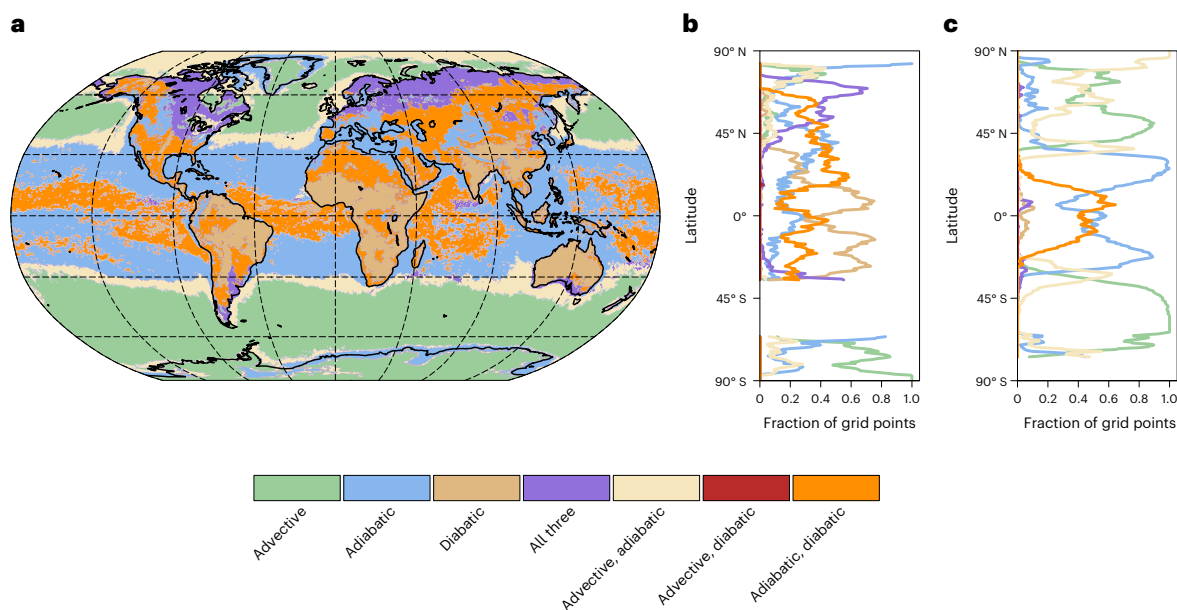 a
b
c
90° N
45° N
0°
45° S
90° S
Latitude
0 0.2 0.4 0.6 0.8 1.0
Fraction of grid points
90° N
45° N
0°
45° S
90° S
Latitude
0 0.2 0.4 0.6 0.8 1.0
Fraction of grid points
Advective
Adiabatic
Diabatic
All three
Advective, adiabatic
Advective, diabatic
Adiabatic, diabatic